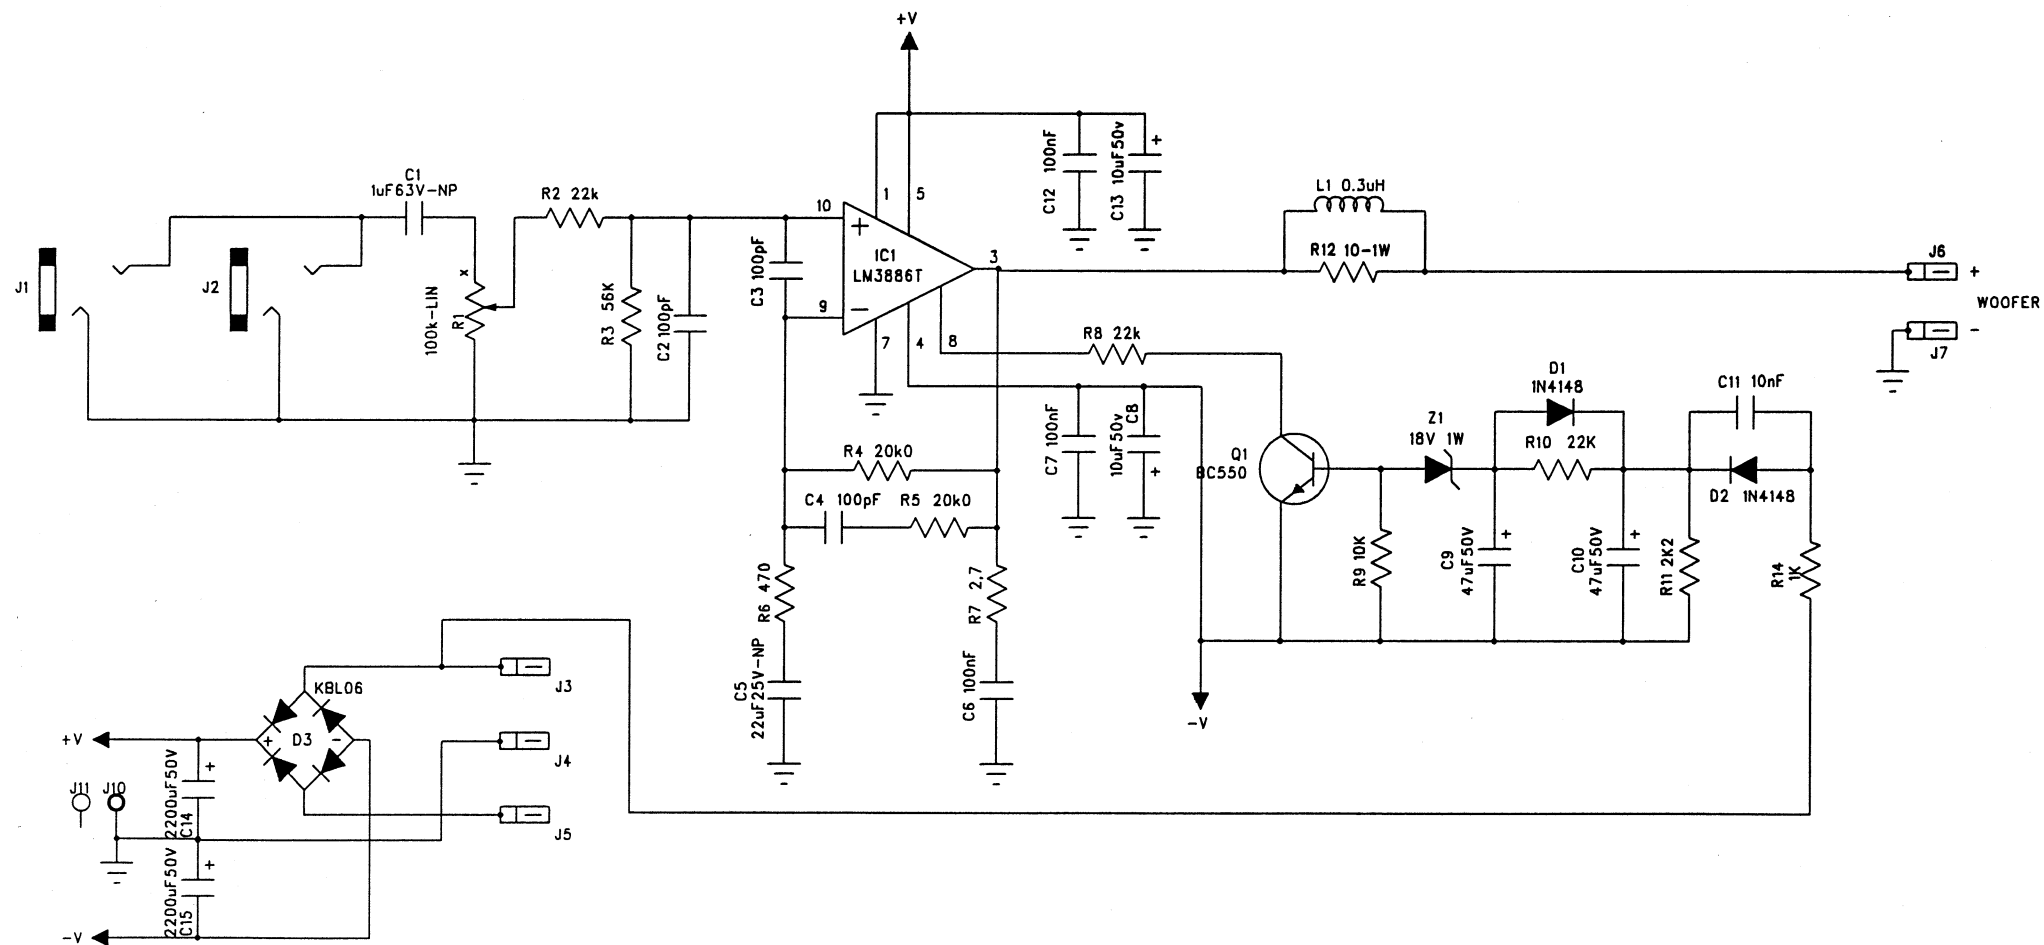 +V
C1
1uF63V-NP
R2 22k
10
1
5
C12 100nF
C13 10uF50v
+
L1 0.3uH
R12 10-1W
J6
+
WOOFER
-
J7
J1
J2
x
100k-LIN
R1
R3 56K
C2 100pF
C3 100pF
+
IC1
LM3886T
3
9
-
7
4
8
R8 22k
C7 100nF
10uF50v
C8
+
R4 20k0
C4 100pF
R5 20k0
Q1
BC550
Z1
18V 1W
D1
1N4148
R10 22K
C11 10nF
D2 1N4148
R9 10K
C9
47uF50V
+
C10
47uF50V
+
R11 2K2
R14
1K
R6 470
R7 2,7
C5
22uF25V-NP
C6 100nF
-V
KBL06
J3
+V
+
D3
-
J4
J11
J10
2200uF50V
C14
+
J5
2200uF50V
C15
+
-V